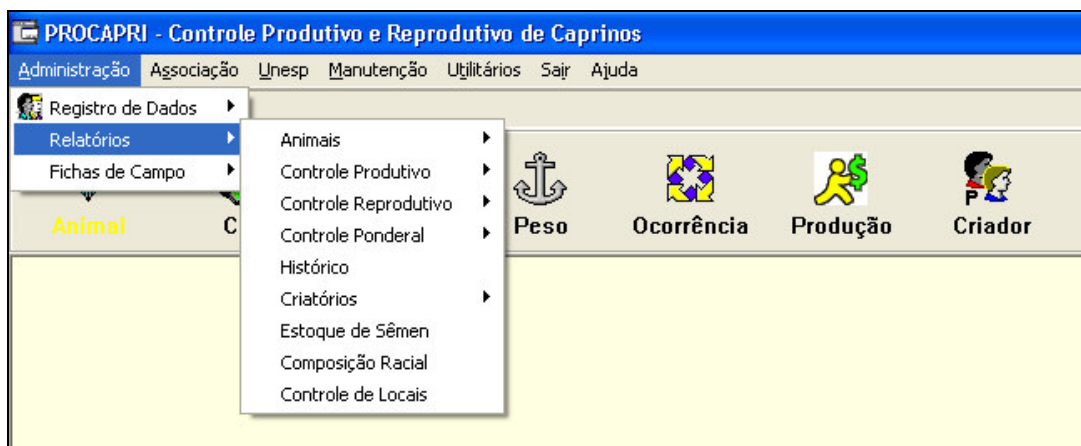 PROCAPRI - Controle Produtivo e Reprodutivo de Caprinos
Administração Associação Unesp Manutenção Utilitários Sair Ajuda
Registro de Dados
Relatórios
Fichas de Campo
Animais
Controle Produtivo
Controle Reprodutivo
Controle Ponderal
Histórico
Criatórios
Estoque de Sêmen
Composição Racial
Controle de Locais
Animal C Peso Ocorrência Produção P Criador